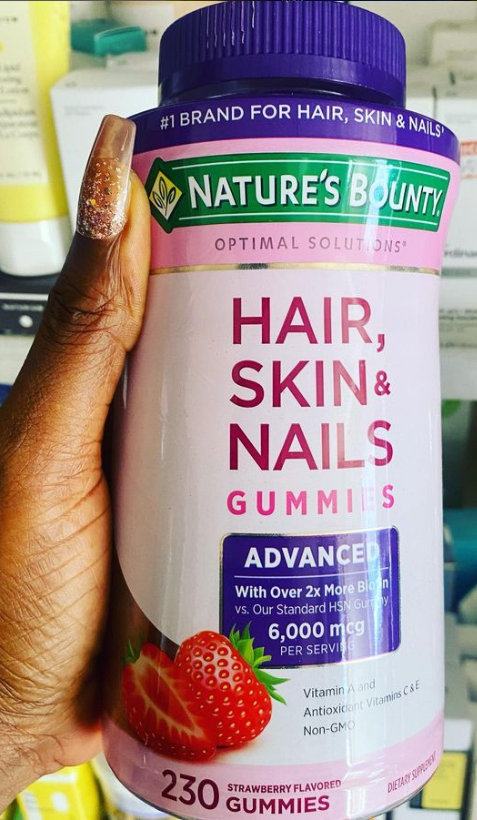 #1 BRAND FOR HAIR, SKIN & NAILS
NATURE'S BOUNTY
OPTIMAL SOLUTIONS®
HAIR,
SKIN &
NAILS
GUMMIES
ADVANCED
With Over 2x More Biotin
vs. Our Standard HSN Gummy
6,000 mcg
PER SERVING
Vitamin A and
Antioxidant Vitamins C & E
Non-GMO
230 STRAWBERRY FLAVORED
GUMMIES
DIETARY SUPPLEMENT